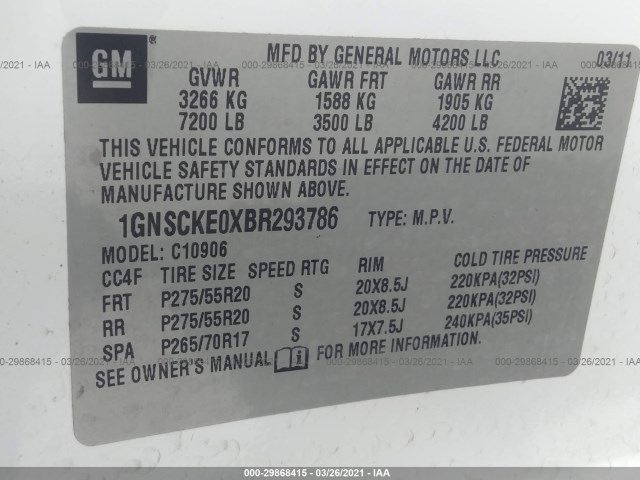 GM ®
MFD BY GENERAL MOTORS LLC 03/11
GVWR GAWR FRT GAWR RR
3266 KG 1588 KG 1905 KG
7200 LB 3500 LB 4200 LB
THIS VEHICLE CONFORMS TO ALL APPLICABLE U.S. FEDERAL MOTOR
VEHICLE SAFETY STANDARDS IN EFFECT ON THE DATE OF
MANUFACTURE SHOWN ABOVE.
1GNSCKE0XBR293786 TYPE: M.P.V.
MODEL: C10906
CC4F TIRE SIZE SPEED RTG RIM COLD TIRE PRESSURE
FRT P275/55R20 S 20X8.5J 220KPA(32PSI)
RR P275/55R20 S 20X8.5J 220KPA(32PSI)
SPA P265/70R17 S 17X7.5J 240KPA(35PSI)
SEE OWNER'S MANUAL i FOR MORE INFORMATION.
000-29868415 - 03/26/2021 - IAA